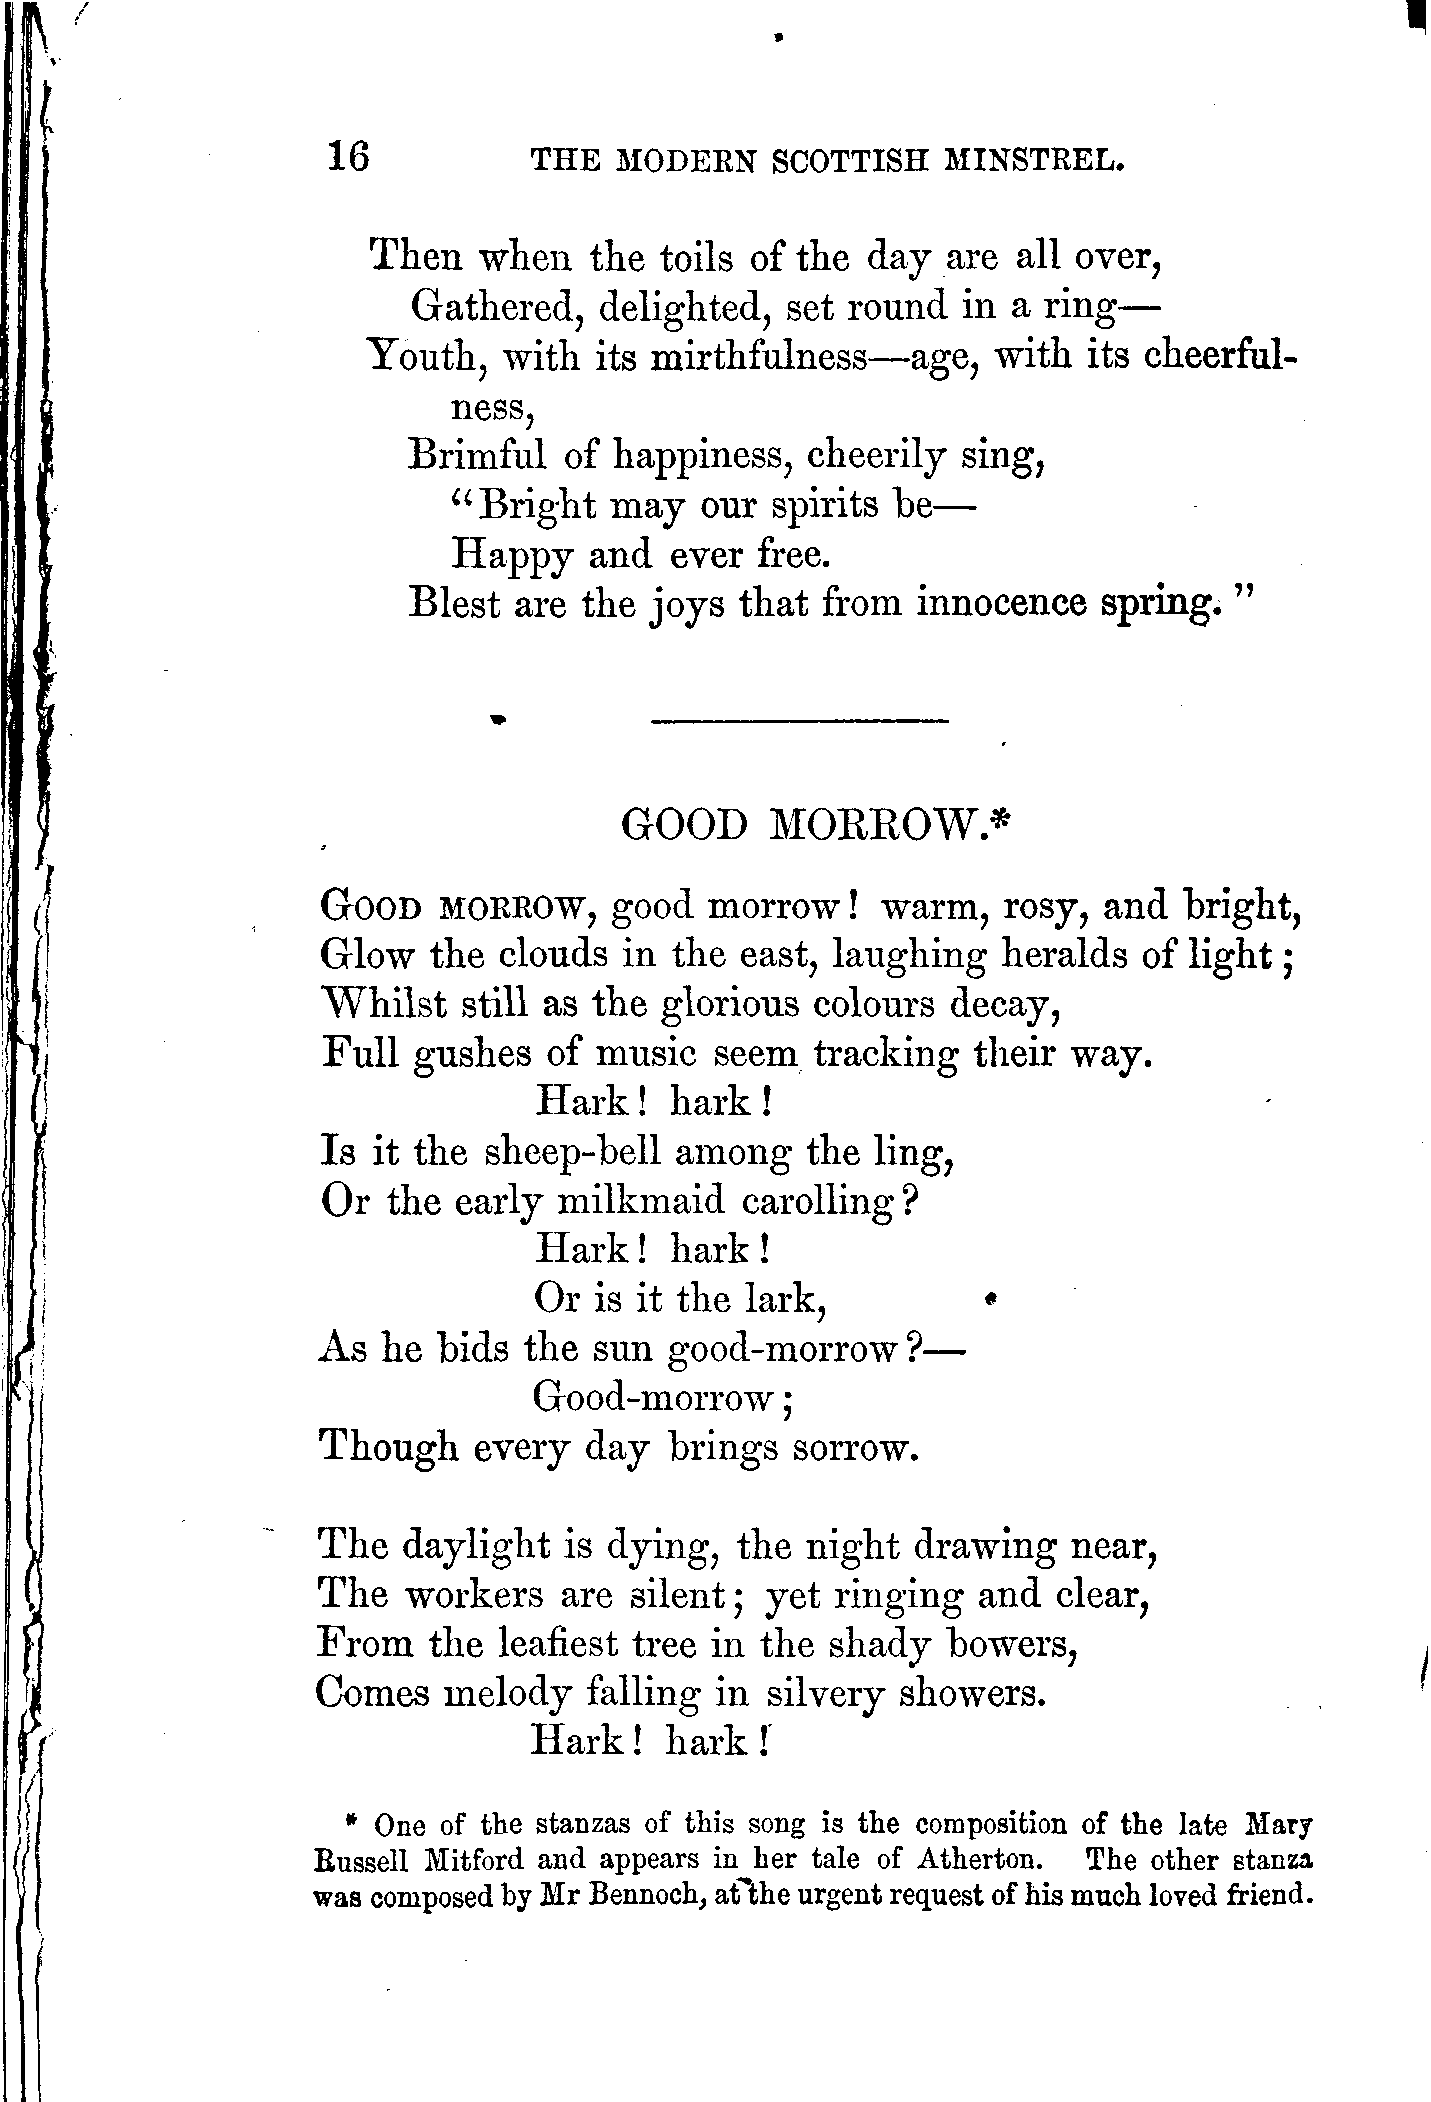 16 THE MODERN SCOTTISH MINSTREL.
Then when the toils of the day are all over,
Gathered, delighted, set round in a ring—
Youth, with its mirthfulness—age, with its cheerful-
ness,
Brimful of happiness, cheerily sing,
“Bright may our spirits be—
Happy and ever free.
Blest are the joys that from innocence spring.”
GOOD MORROW.*
GOOD MORROW, good morrow! warm, rosy, and bright,
Glow the clouds in the east, laughing heralds of light;
Whilst still as the glorious colours decay,
Full gushes of music seem tracking their way.
Hark! hark!
Is it the sheep-bell among the ling,
Or the early milkmaid carolling?
Hark! hark!
Or is it the lark,
As he bids the sun good-morrow?—
Good-morrow;
Though every day brings sorrow.
The daylight is dying, the night drawing near,
The workers are silent; yet ringing and clear,
From the leafiest tree in the shady bowers,
Comes melody falling in silvery showers.
Hark! hark!
* One of the stanzas of this song is the composition of the late Mary
Russell Mitford and appears in her tale of Atherton. The other stanza
was composed by Mr Bennoch, at the urgent request of his much loved friend.